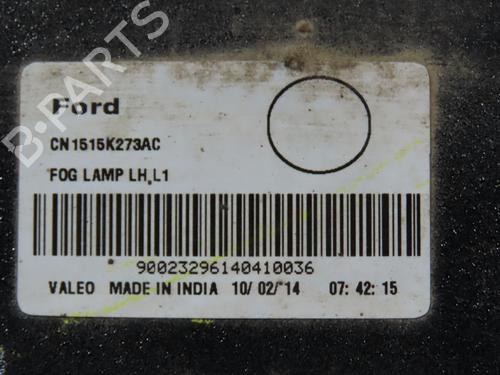 Ford
CN1515K273AC
FOG LAMP LH,L1
90023296140410036
VALEO MADE IN INDIA 10/02/'14 07:42:15
B-PARTS